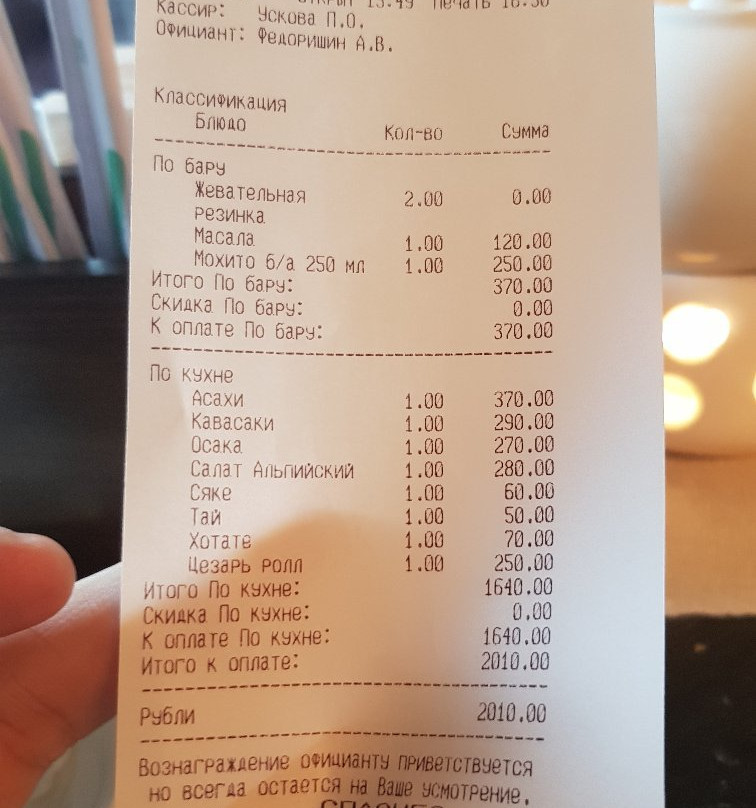 Открыт 13:49 Печать 16:30
Кассир: Ускова П.О.
Официант: Федоришин А.В.
Классификация
Блюдо Кол-во Сумма
По бару
Жевательная 2.00 0.00
резинка
Масала 1.00 120.00
Мохито б/а 250 мл 1.00 250.00
Итого По бару: 370.00
Скидка По бару: 0.00
К оплате По бару: 370.00
По кухне
Асахи 1.00 370.00
Кавасаки 1.00 290.00
Осака 1.00 270.00
Салат Альпийский 1.00 280.00
Сяке 1.00 60.00
Тай 1.00 50.00
Хотате 1.00 70.00
Цезарь ролл 1.00 250.00
Итого По кухне: 1640.00
Скидка По кухне: 0.00
К оплате По кухне: 1640.00
Итого к оплате: 2010.00
Рубли 2010.00
Вознаграждение официанту приветствуется
но всегда остается на Ваше усмотрение.